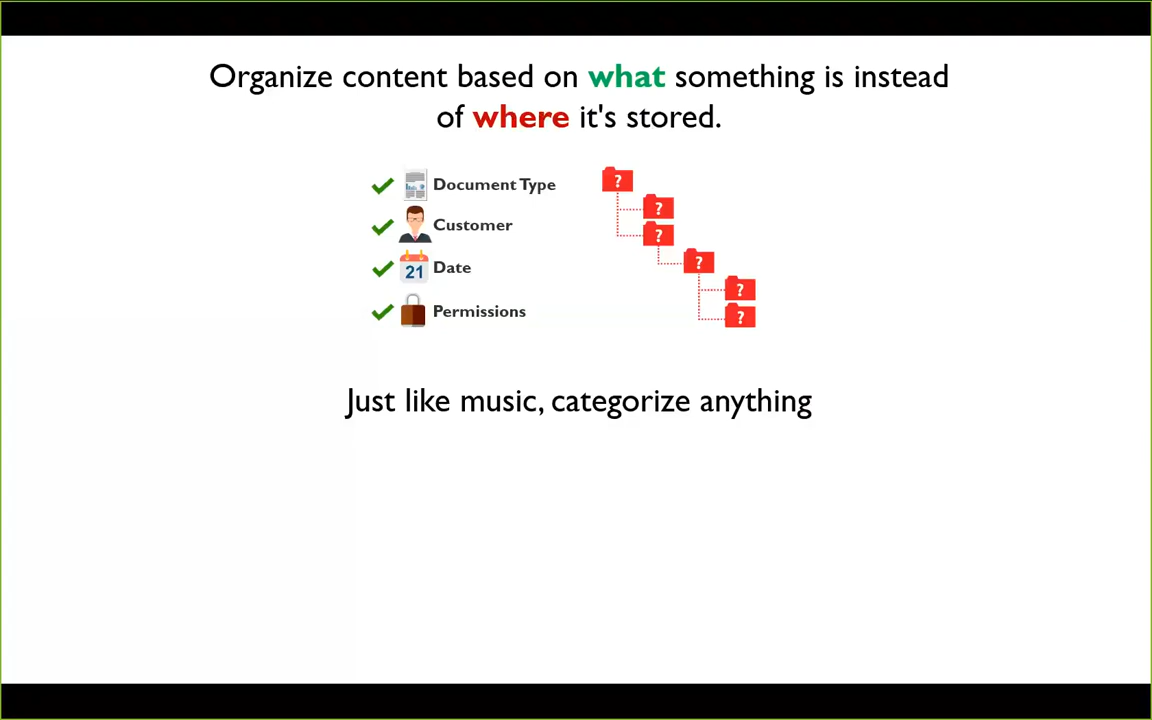 Organize content based on what something is instead
of where it's stored.
Document Type
?
?
Customer
?
21 Date
?
?
Permissions
?
Just like music, categorize anything